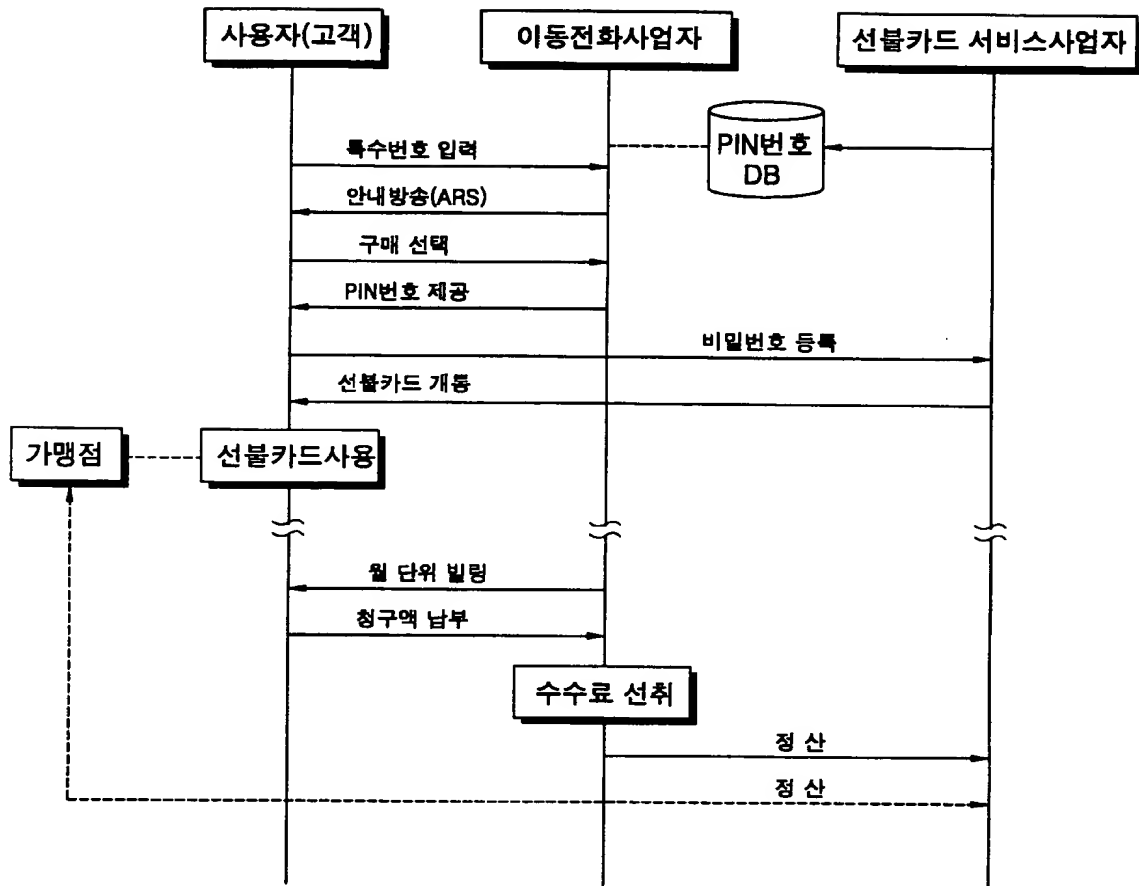 사용자(고객)
이동전화사업자
선불카드 서비스사업자
PIN번호
DB
특수번호 입력
안내방송(ARS)
구매 선택
PIN번호 제공
비밀번호 등록
선불카드 개통
가맹점
선불카드사용
월 단위 빌링
청구액 납부
수수료 선취
정 산
정 산